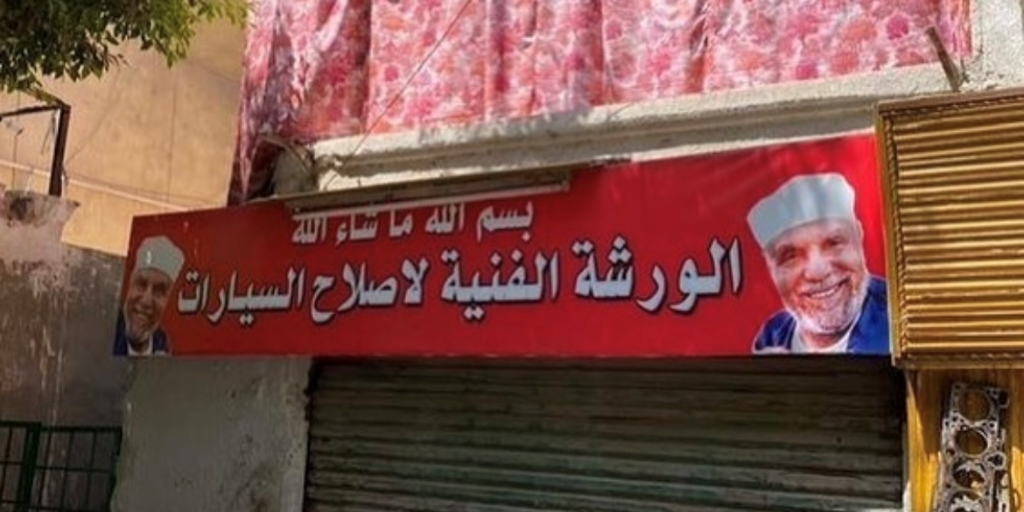 بسم الله ما شاء الله
الورشة الفنية لاصلاح السيارات